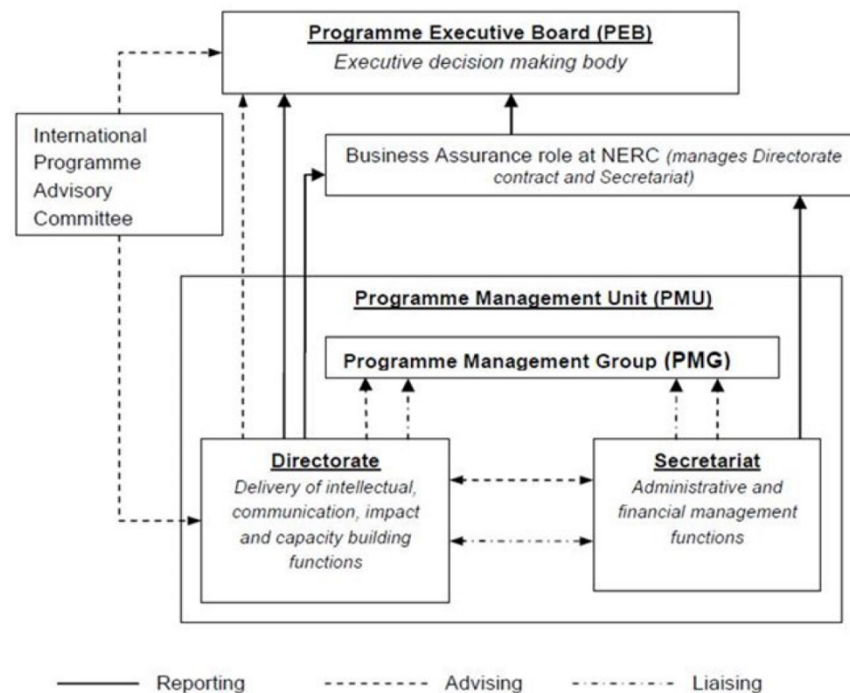 Programme Executive Board (PEB)
Executive decision making body
International
Programme
Advisory
Committee
Business Assurance role at NERC (manages Directorate
contract and Secretariat)
Programme Management Unit (PMU)
Programme Management Group (PMG)
Directorate
Delivery of intellectual,
communication, impact
and capacity building
functions
Secretariat
Administrative and
financial management
functions
Reporting
Advising
Liaising